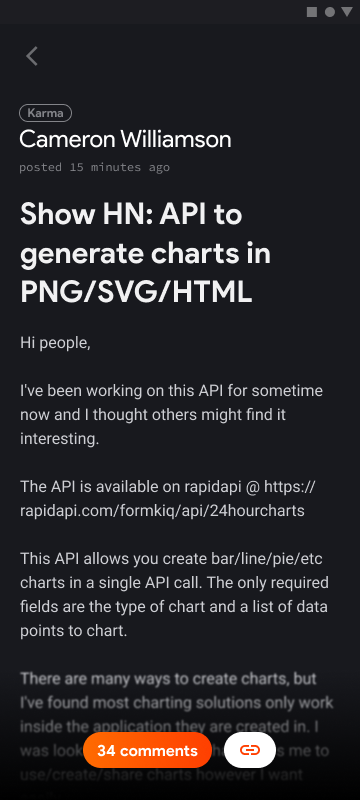 Karma
Cameron Williamson
posted 15 minutes ago
Show HN: API to
generate charts in
PNG/SVG/HTML
Hi people,
I've been working on this API for sometime
now and I thought others might find it
interesting.
The API is available on rapidapi @ https://
rapidapi.com/formkiq/api/24hourcharts
This API allows you create bar/line/pie/etc
charts in a single API call. The only required
fields are the type of chart and a list of data
points to chart.
There are many ways to create charts, but
I've found most charting solutions only work
inside the application they are created in. I
was look me to
34 comments
use/create/share charts however I want